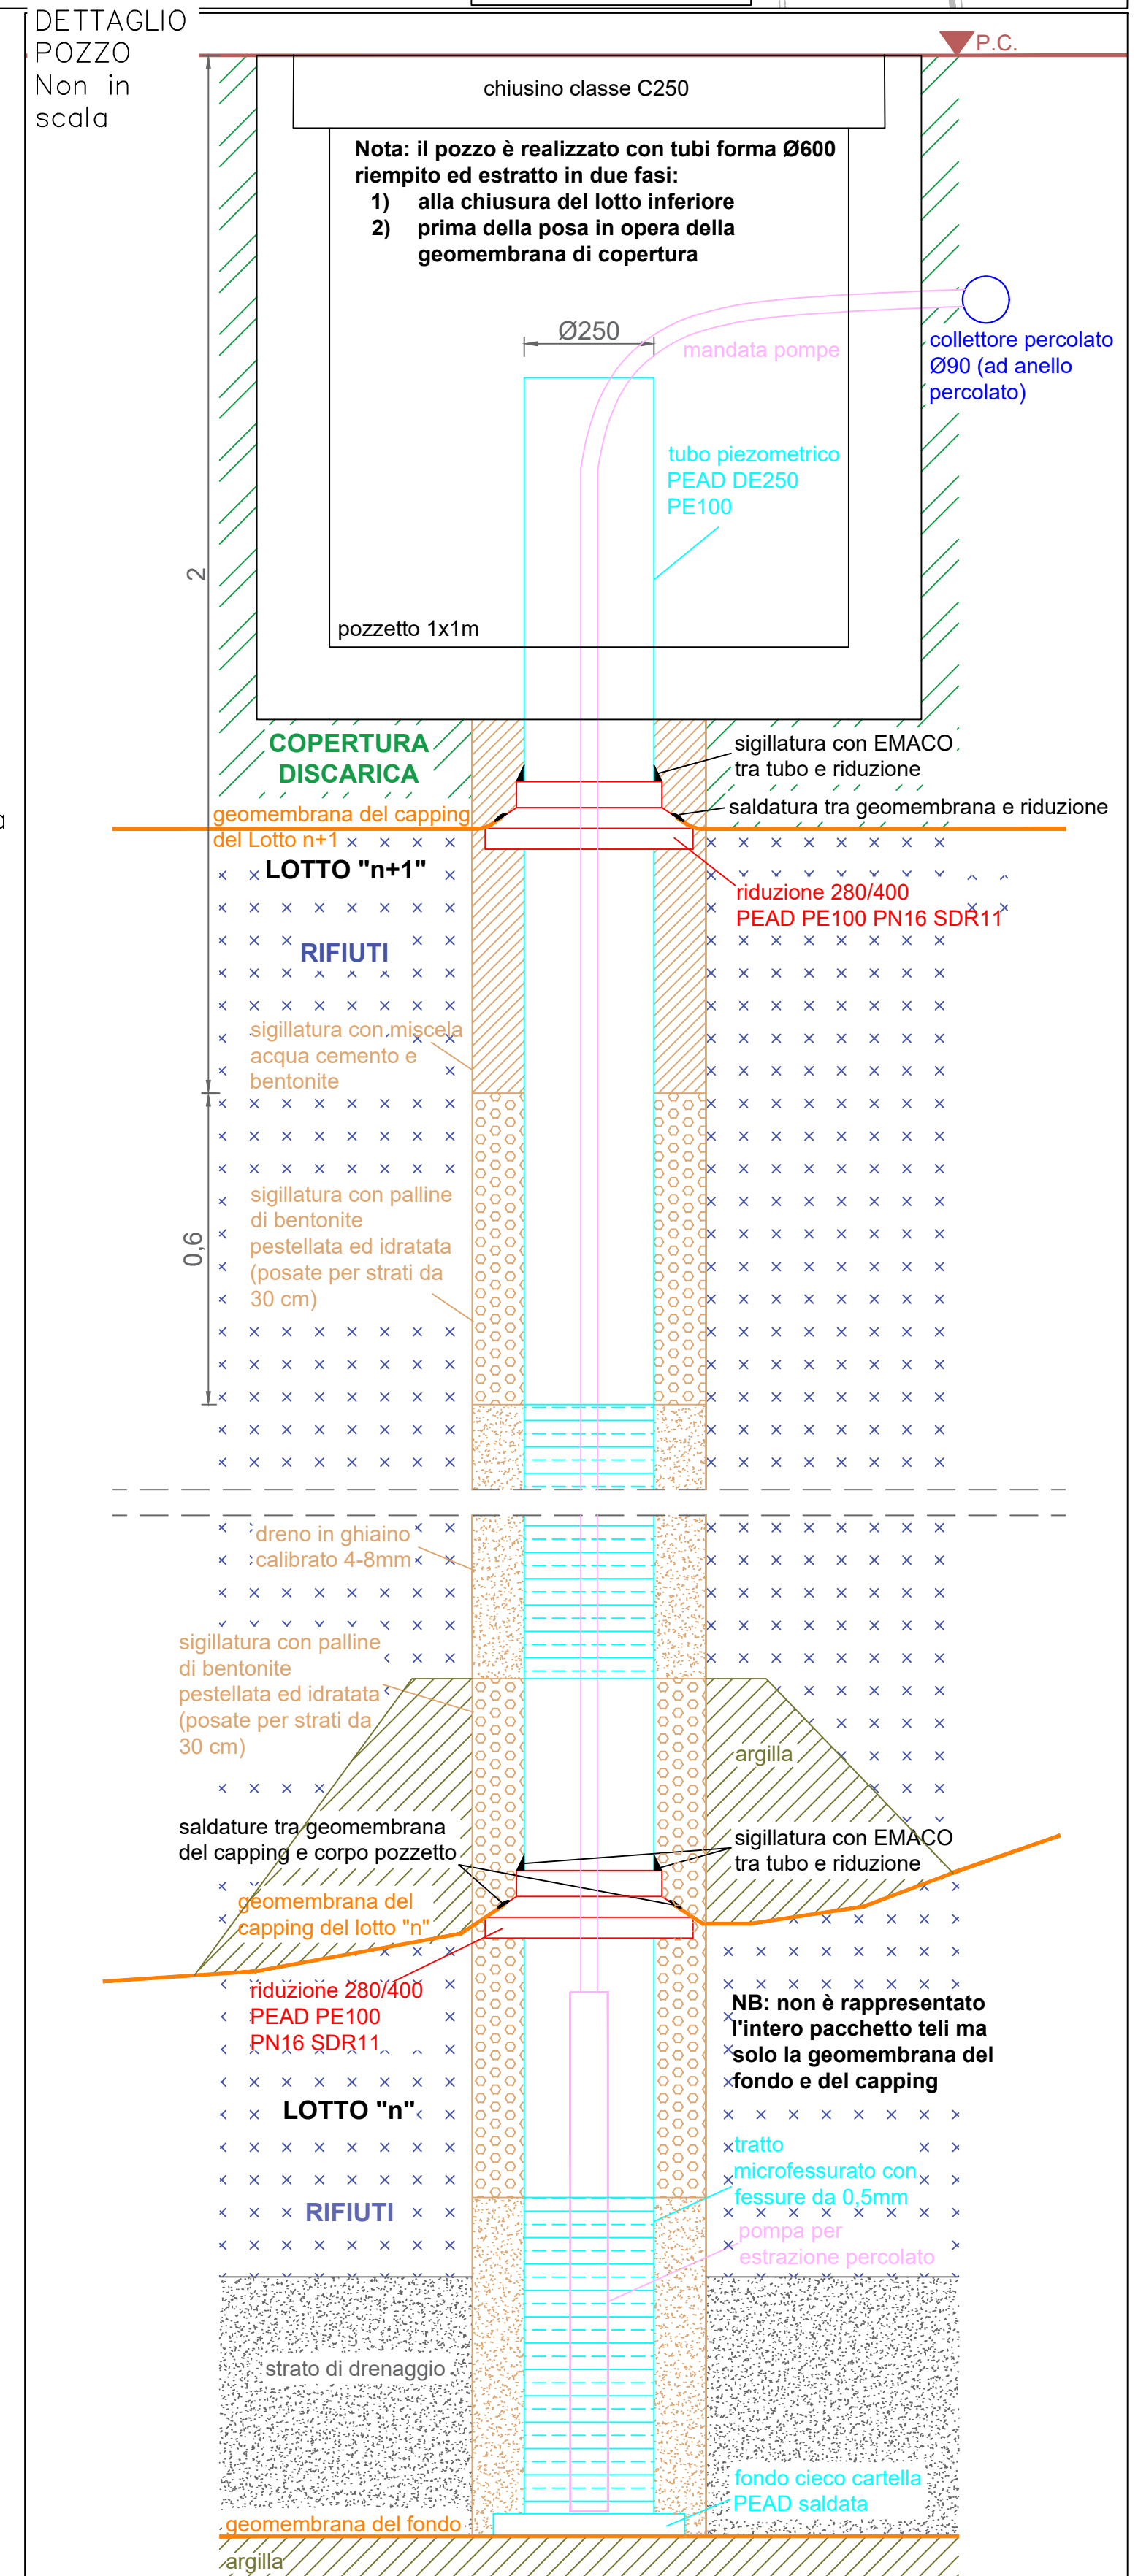 DETTAGLIO
POZZO
Non in
scala
P.C.
chiusino classe C250
Nota: il pozzo è realizzato con tubi forma Ø600
riempito ed estratto in due fasi:
1) alla chiusura del lotto inferiore
2) prima della posa in opera della
geomembrana di copertura
Ø250
mandata pompe
collettore percolato
Ø90 (ad anello
percolato)
tubo piezometrico
PEAD DE250
PE100
2
pozzetto 1x1m
COPERTURA
DISCARICA
sigillatura con EMACO
tra tubo e riduzione
saldatura tra geomembrana e riduzione
geomembrana del capping
del Lotto n+1
a
LOTTO "n+1"
riduzione 280/400
PEAD PE100 PN16 SDR11
RIFIUTI
sigillatura con miscela
acqua cemento e
bentonite
sigillatura con palline
di bentonite
pestellata ed idratata
(posate per strati da
30 cm)
0,6
dreno in ghiaino
calibrato 4-8mm
sigillatura con palline
di bentonite
pestellata ed idratata
(posate per strati da
30 cm)
argilla
saldature tra geomembrana
del capping e corpo pozzetto
sigillatura con EMACO
tra tubo e riduzione
geomembrana del
capping del lotto "n"
riduzione 280/400
PEAD PE100
PN16 SDR11
NB: non è rappresentato
l'intero pacchetto teli ma
solo la geomembrana del
fondo e del capping
LOTTO "n"
tratto
microfessurato con
fessure da 0,5mm
RIFIUTI
pompa per
estrazione percolato
strato di drenaggio
fondo cieco cartella
PEAD saldata
geomembrana del fondo
argilla